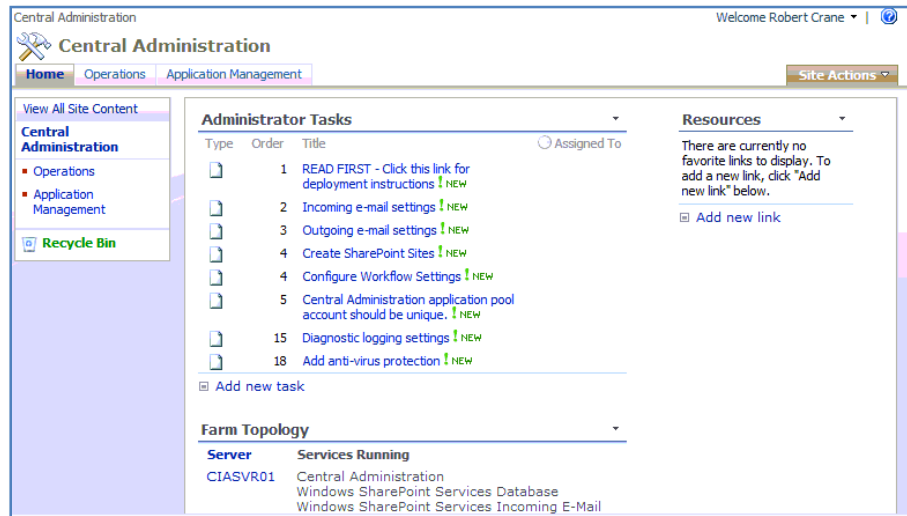 Central Administration
Welcome Robert Crane
Central Administration
Home Operations Application Management
Site Actions
View All Site Content
Central
Administration
Operations
Application
Management
Recycle Bin
Administrator Tasks
Type Order Title Assigned To
1 READ FIRST - Click this link for
deployment instructions ! NEW
2 Incoming e-mail settings ! NEW
3 Outgoing e-mail settings ! NEW
4 Create SharePoint Sites ! NEW
4 Configure Workflow Settings ! NEW
5 Central Administration application pool
account should be unique. ! NEW
15 Diagnostic logging settings ! NEW
18 Add anti-virus protection ! NEW
Add new task
Farm Topology
Server Services Running
CIASVR01 Central Administration
Windows SharePoint Services Database
Windows SharePoint Services Incoming E-Mail
Resources
There are currently no
favorite links to display. To
add a new link, click "Add
new link" below.
Add new link